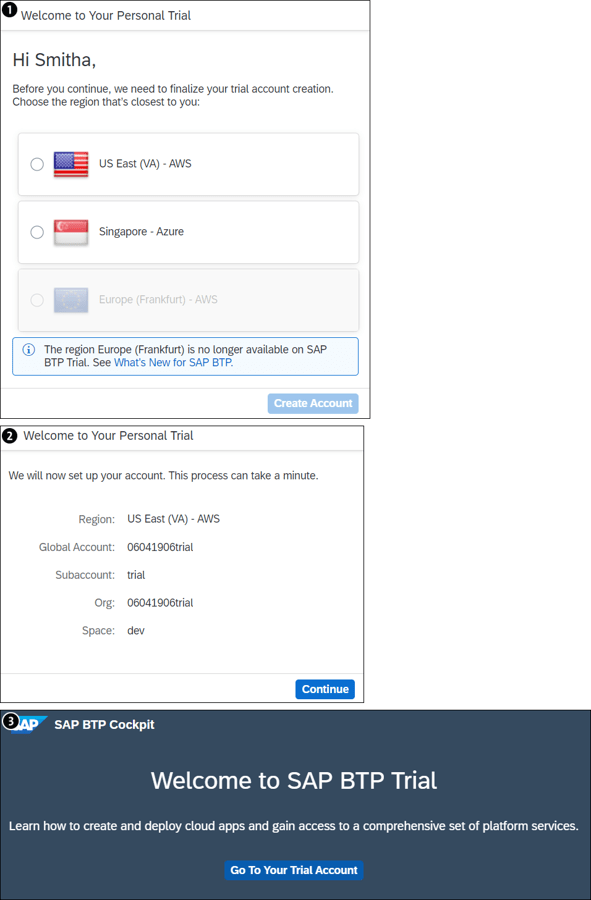 1
Welcome to Your Personal Trial
Hi Smitha,
Before you continue, we need to finalize your trial account creation.
Choose the region that's closest to you:
US East (VA) - AWS
Singapore - Azure
Europe (Frankfurt) - AWS
The region Europe (Frankfurt) is no longer available on SAP
BTP Trial. See What's New for SAP BTP.
Create Account
2
Welcome to Your Personal Trial
We will now set up your account. This process can take a minute.
Region: US East (VA) - AWS
Global Account: 06041906trial
Subaccount: trial
Org: 06041906trial
Space: dev
Continue
3
SAP BTP Cockpit
Welcome to SAP BTP Trial
Learn how to create and deploy cloud apps and gain access to a comprehensive set of platform services.
Go To Your Trial Account